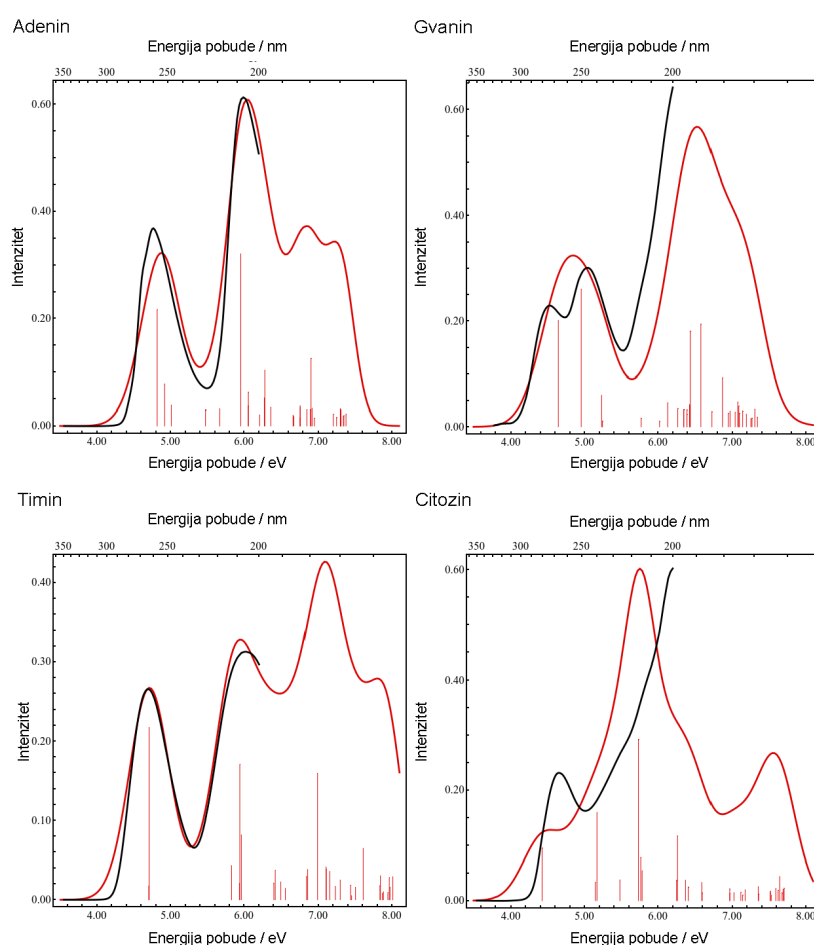 Adenin
Energija pobude / nm
350 300 250 200
Intenzitet
0.60
0.40
0.20
0.00
4.00 5.00 6.00 7.00 8.00
Energija pobude / eV
Gvanin
Energija pobude / nm
350 300 250 200
Intenzitet
0.60
0.40
0.20
0.00
4.00 5.00 6.00 7.00 8.00
Energija pobude / eV
Timin
Energija pobude / nm
350 300 250 200
Intenzitet
0.40
0.30
0.20
0.10
0.00
4.00 5.00 6.00 7.00 8.00
Energija pobude / eV
Citozin
Energija pobude / nm
350 300 250 200
Intenzitet
0.60
0.40
0.20
0.00
4.00 5.00 6.00 7.00 8.00
Energija pobude / eV